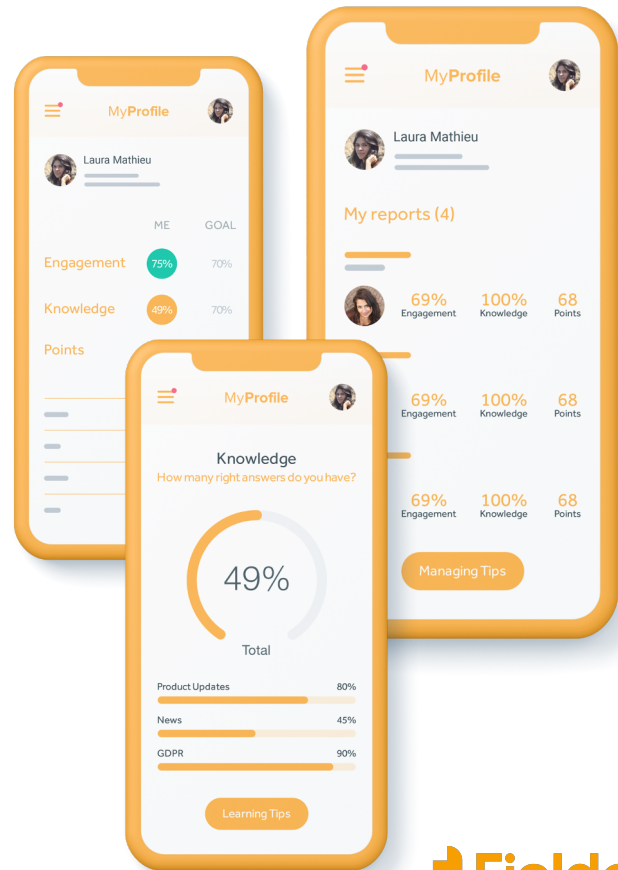 MyProfile
Laura Mathieu
ME GOAL
Engagement 75% 70%
Knowledge 49% 70%
Points
MyProfile
Laura Mathieu
My reports (4)
69% 100% 68
Engagement Knowledge Points
69% 100% 68
Engagement Knowledge Points
69% 100% 68
Engagement Knowledge Points
Managing Tips
MyProfile
Knowledge
How many right answers do you have?
49%
Total
Product Updates 80%
News 45%
GDPR 90%
Learning Tips